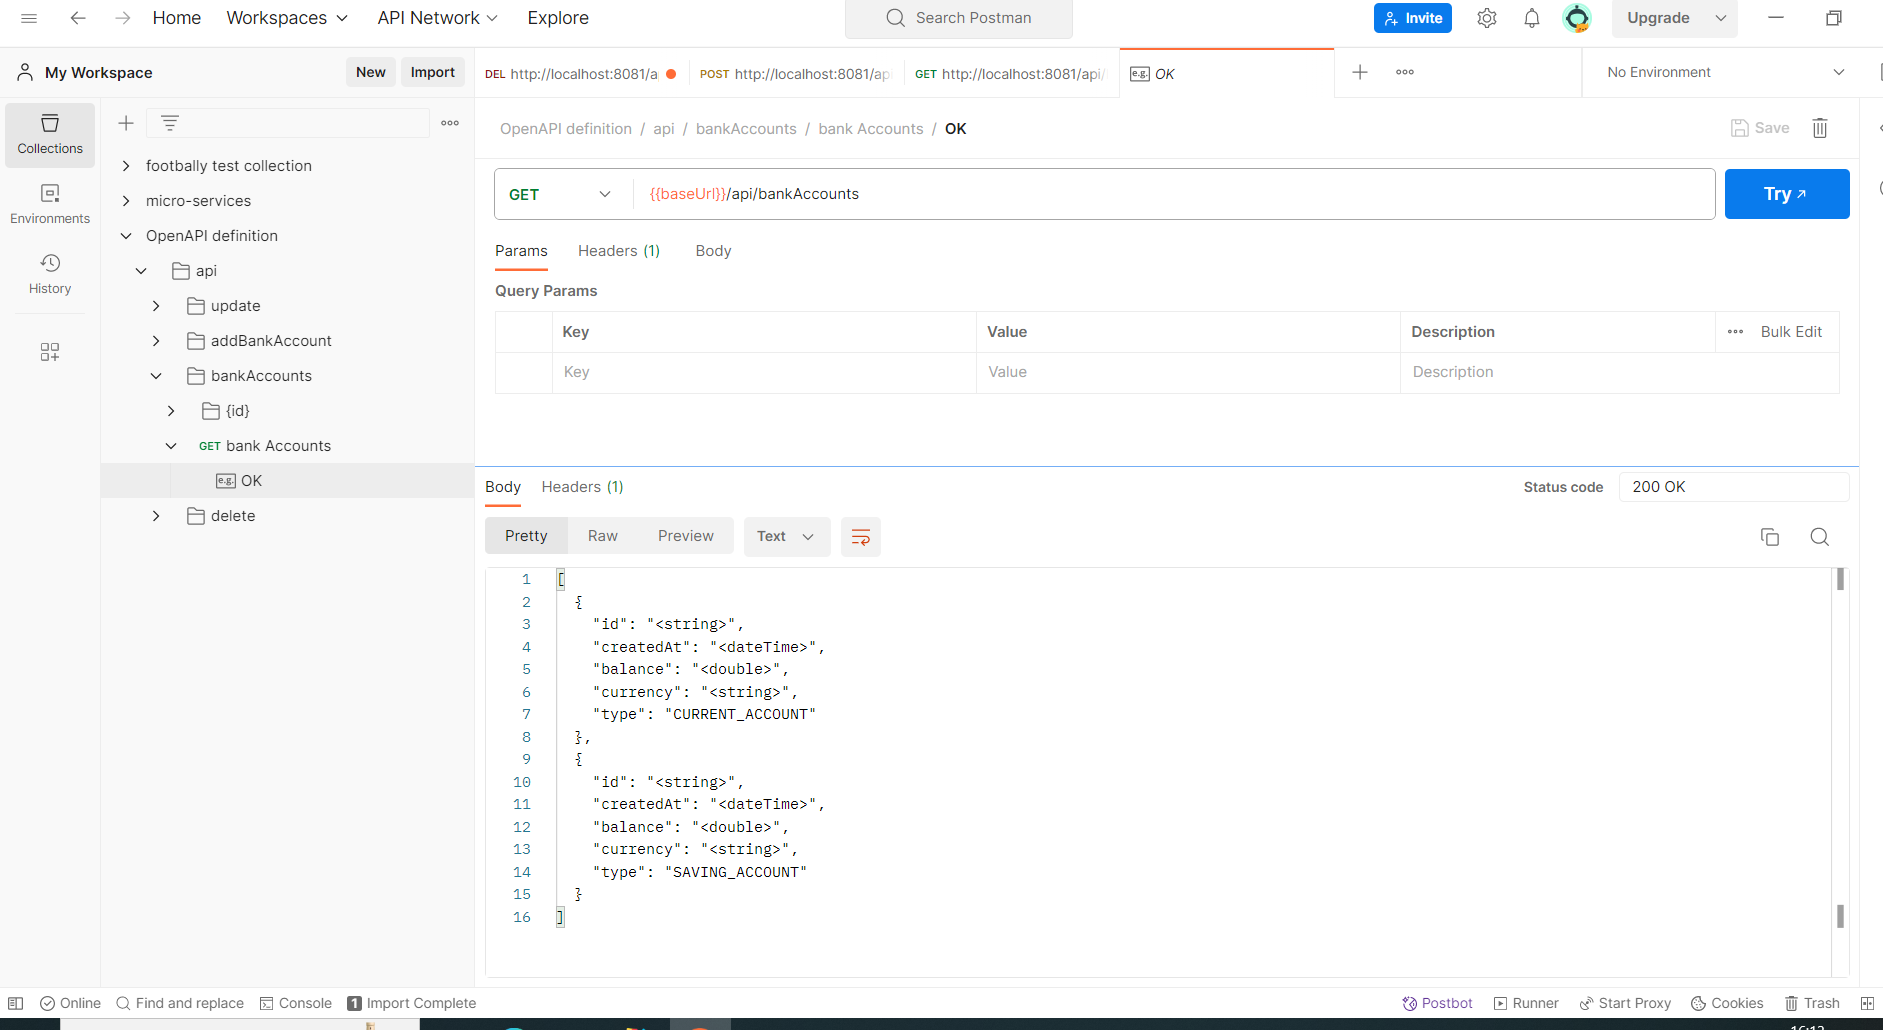 Home Workspaces API Network Explore Search Postman Invite Upgrade
My Workspace New Import
DEL http://localhost:8081/a POST http://localhost:8081/ap GET http://localhost:8081/api/ e.g. OK No Environment
Collections
Environments
History
footbally test collection
micro-services
OpenAPI definition
api
update
addBankAccount
bankAccounts
{id}
GET bank Accounts
e.g. OK
delete
OpenAPI definition / api / bankAccounts / bank Accounts / OK Save
GET {{baseUrl}}/api/bankAccounts Try
Params Headers (1) Body
Query Params
Key Value Description Bulk Edit
Key Value Description
Body Headers (1) Status code 200 OK
Pretty Raw Preview Text
1 [
2 {
3 "id": "<string>",
4 "createdAt": "<dateTime>",
5 "balance": "<double>",
6 "currency": "<string>",
7 "type": "CURRENT_ACCOUNT"
8 },
9 {
10 "id": "<string>",
11 "createdAt": "<dateTime>",
12 "balance": "<double>",
13 "currency": "<string>",
14 "type": "SAVING_ACCOUNT"
15 }
16 ]
Online Find and replace Console 1 Import Complete Postbot Runner Start Proxy Cookies Trash